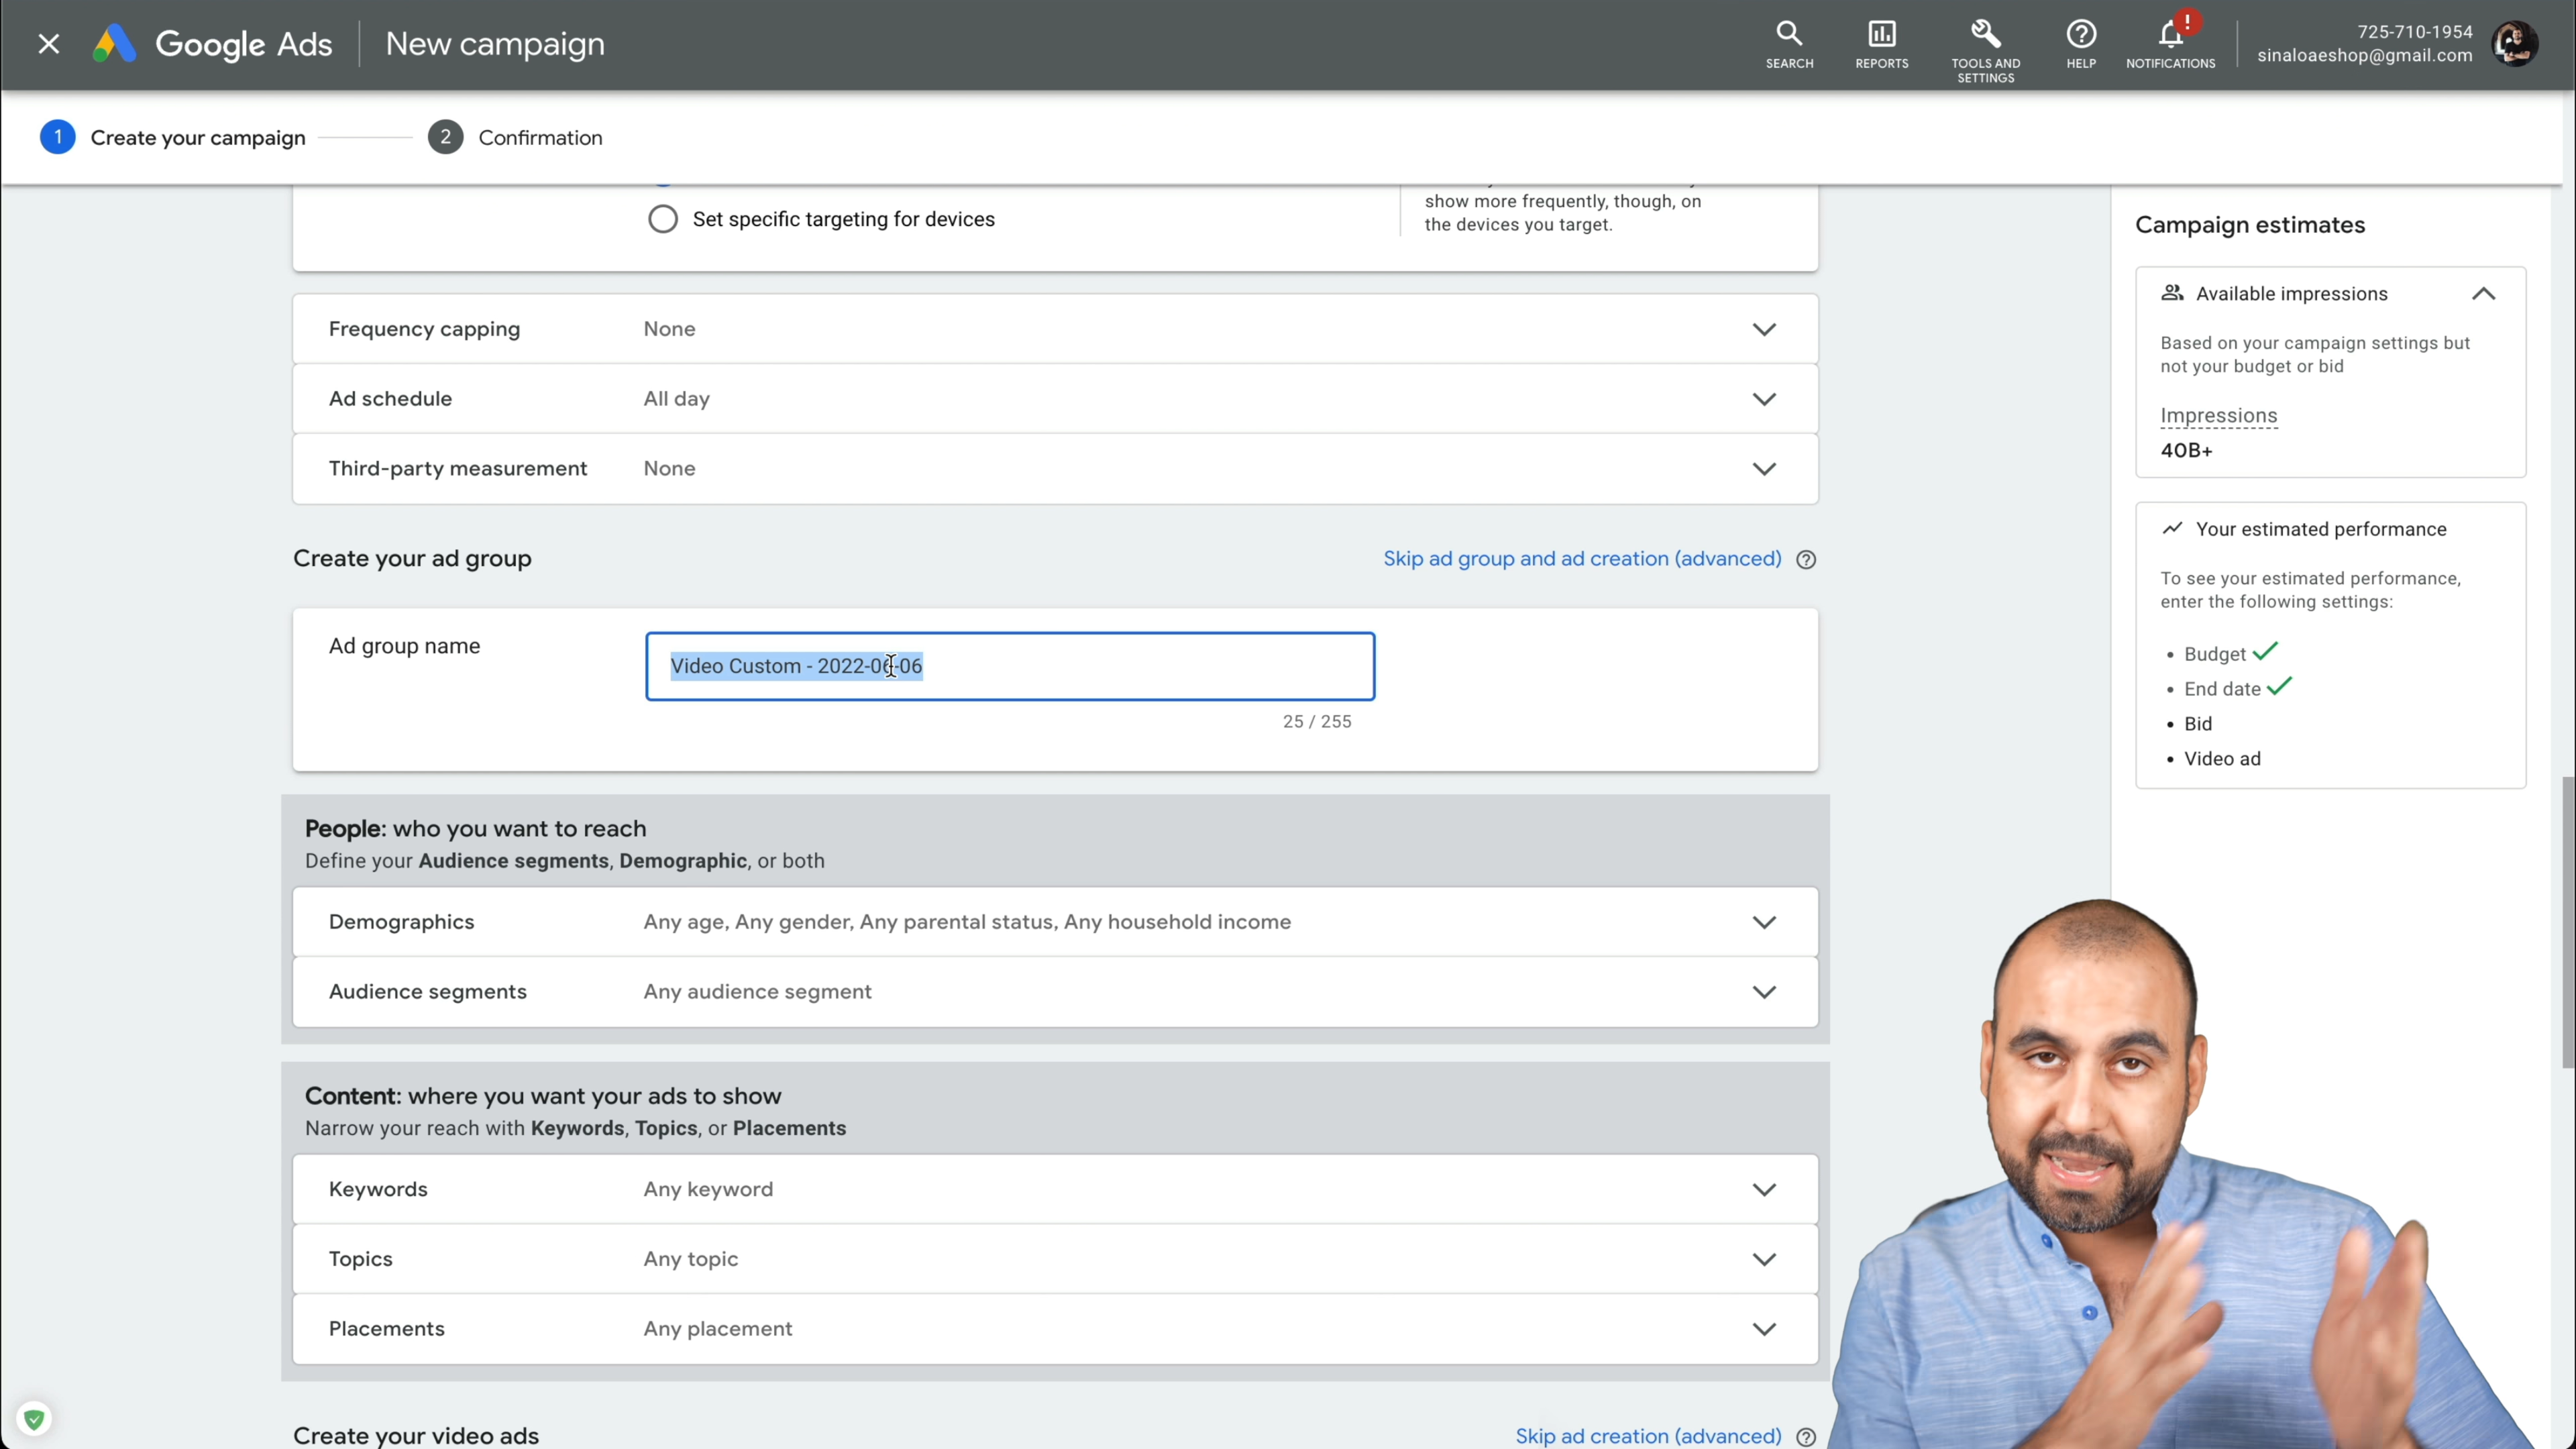 Google Ads
New campaign
SEARCH
REPORTS
TOOLS AND
SETTINGS
HELP
!
NOTIFICATIONS
725-710-1954
sinaloaeshop@gmail.com
1 Create your campaign
2 Confirmation
Set specific targeting for devices
show more frequently, though, on
the devices you target.
Frequency capping None
Ad schedule All day
Third-party measurement None
Create your ad group
Skip ad group and ad creation (advanced)
Ad group name
Video Custom - 2022-06-06
25 / 255
People: who you want to reach
Define your Audience segments, Demographic, or both
Demographics Any age, Any gender, Any parental status, Any household income
Audience segments Any audience segment
Content: where you want your ads to show
Narrow your reach with Keywords, Topics, or Placements
Keywords Any keyword
Topics Any topic
Placements Any placement
Create your video ads
Skip ad creation (advanced)
Campaign estimates
Available impressions
Based on your campaign settings but
not your budget or bid
Impressions
40B+
Your estimated performance
To see your estimated performance,
enter the following settings:
• Budget
• End date
• Bid
• Video ad